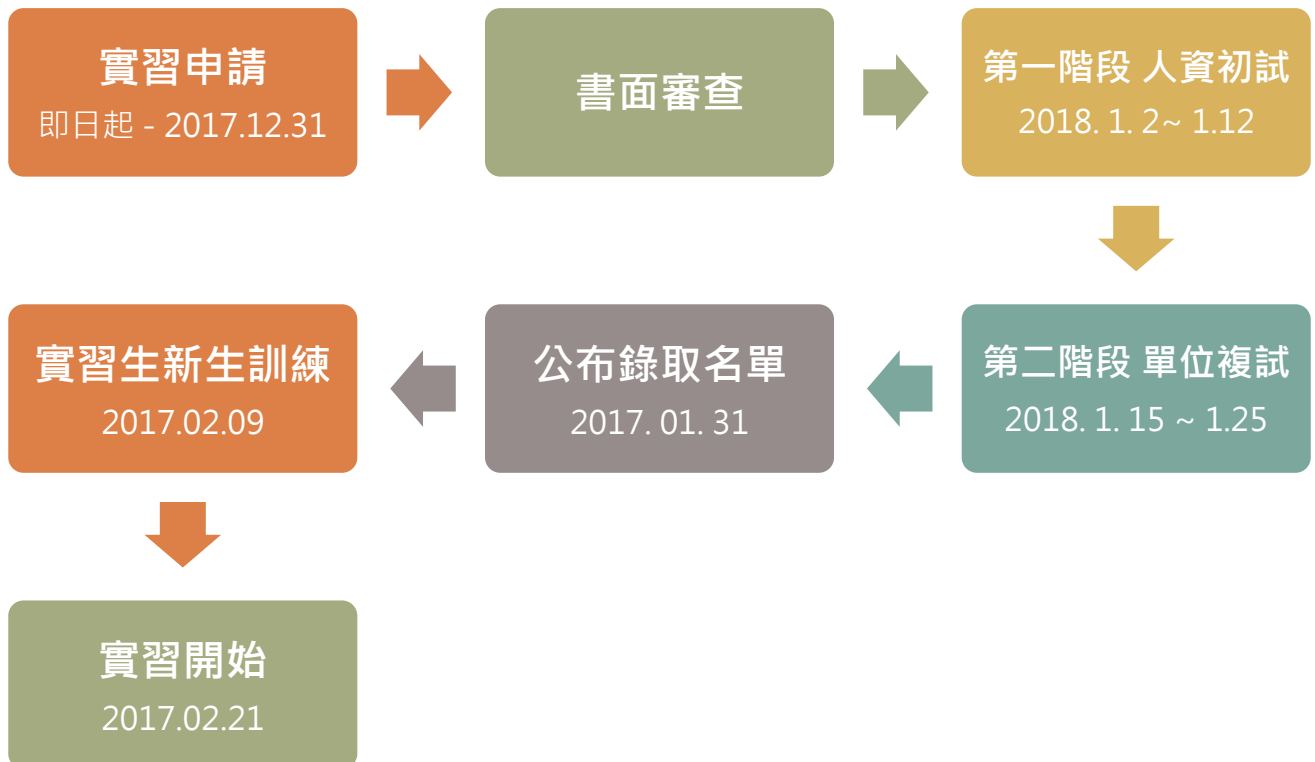 實習申請
即日起 - 2017.12.31
書面審查
第一階段 人資初試
2018. 1. 2~ 1.12
第二階段 單位複試
2018. 1. 15 ~ 1.25
公布錄取名單
2017. 01. 31
實習生新生訓練
2017.02.09
實習開始
2017.02.21